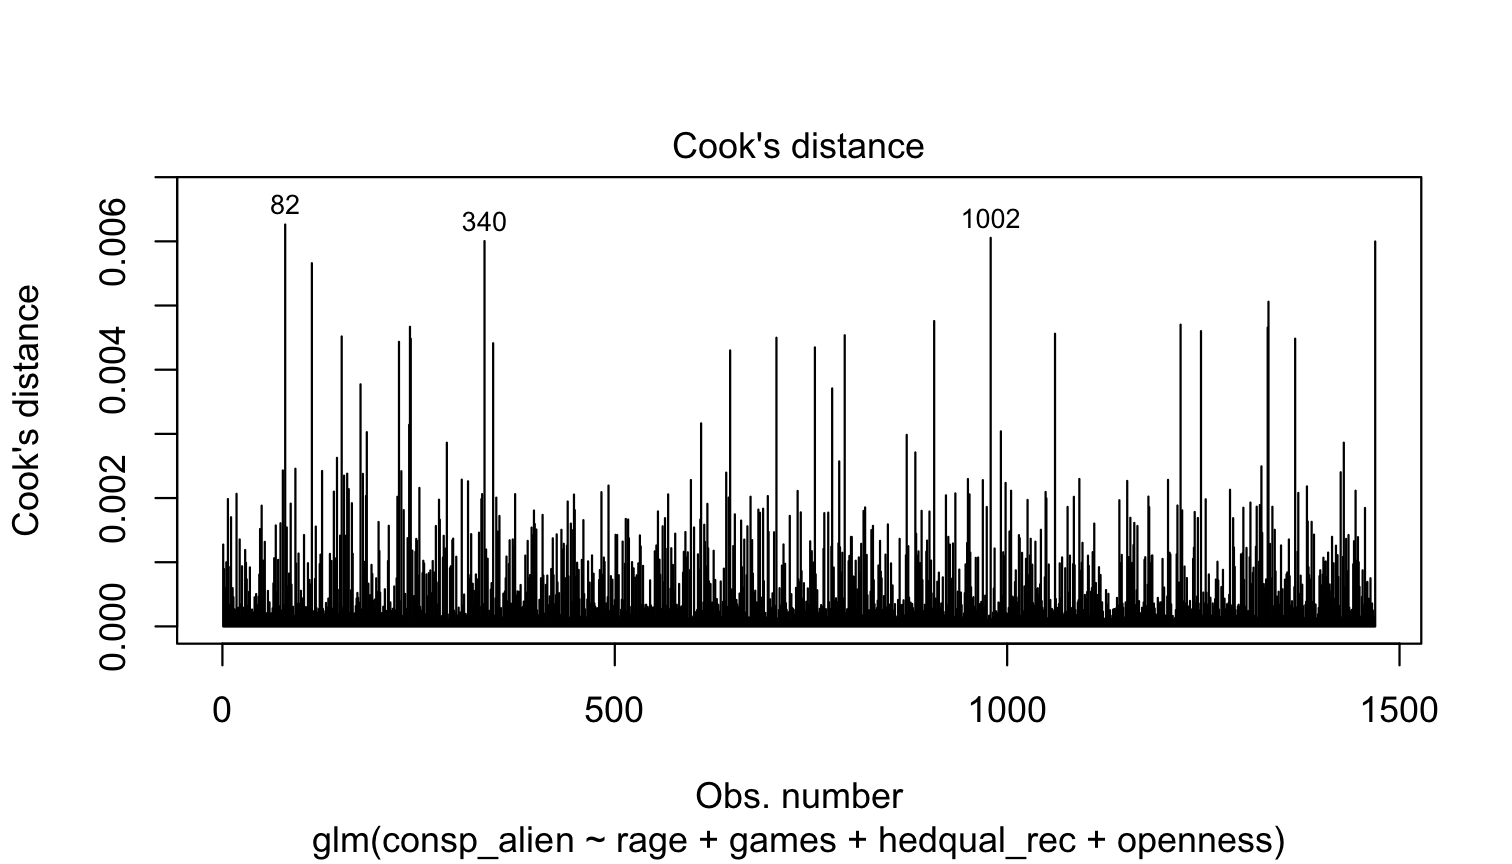 Cook's distance
82
340
1002
Cook's distance
0.006
0.004
0.002
0.000
0
500
1000
1500
Obs. number
glm(consp_alien ~ rage + games + hedqual_rec + openness)